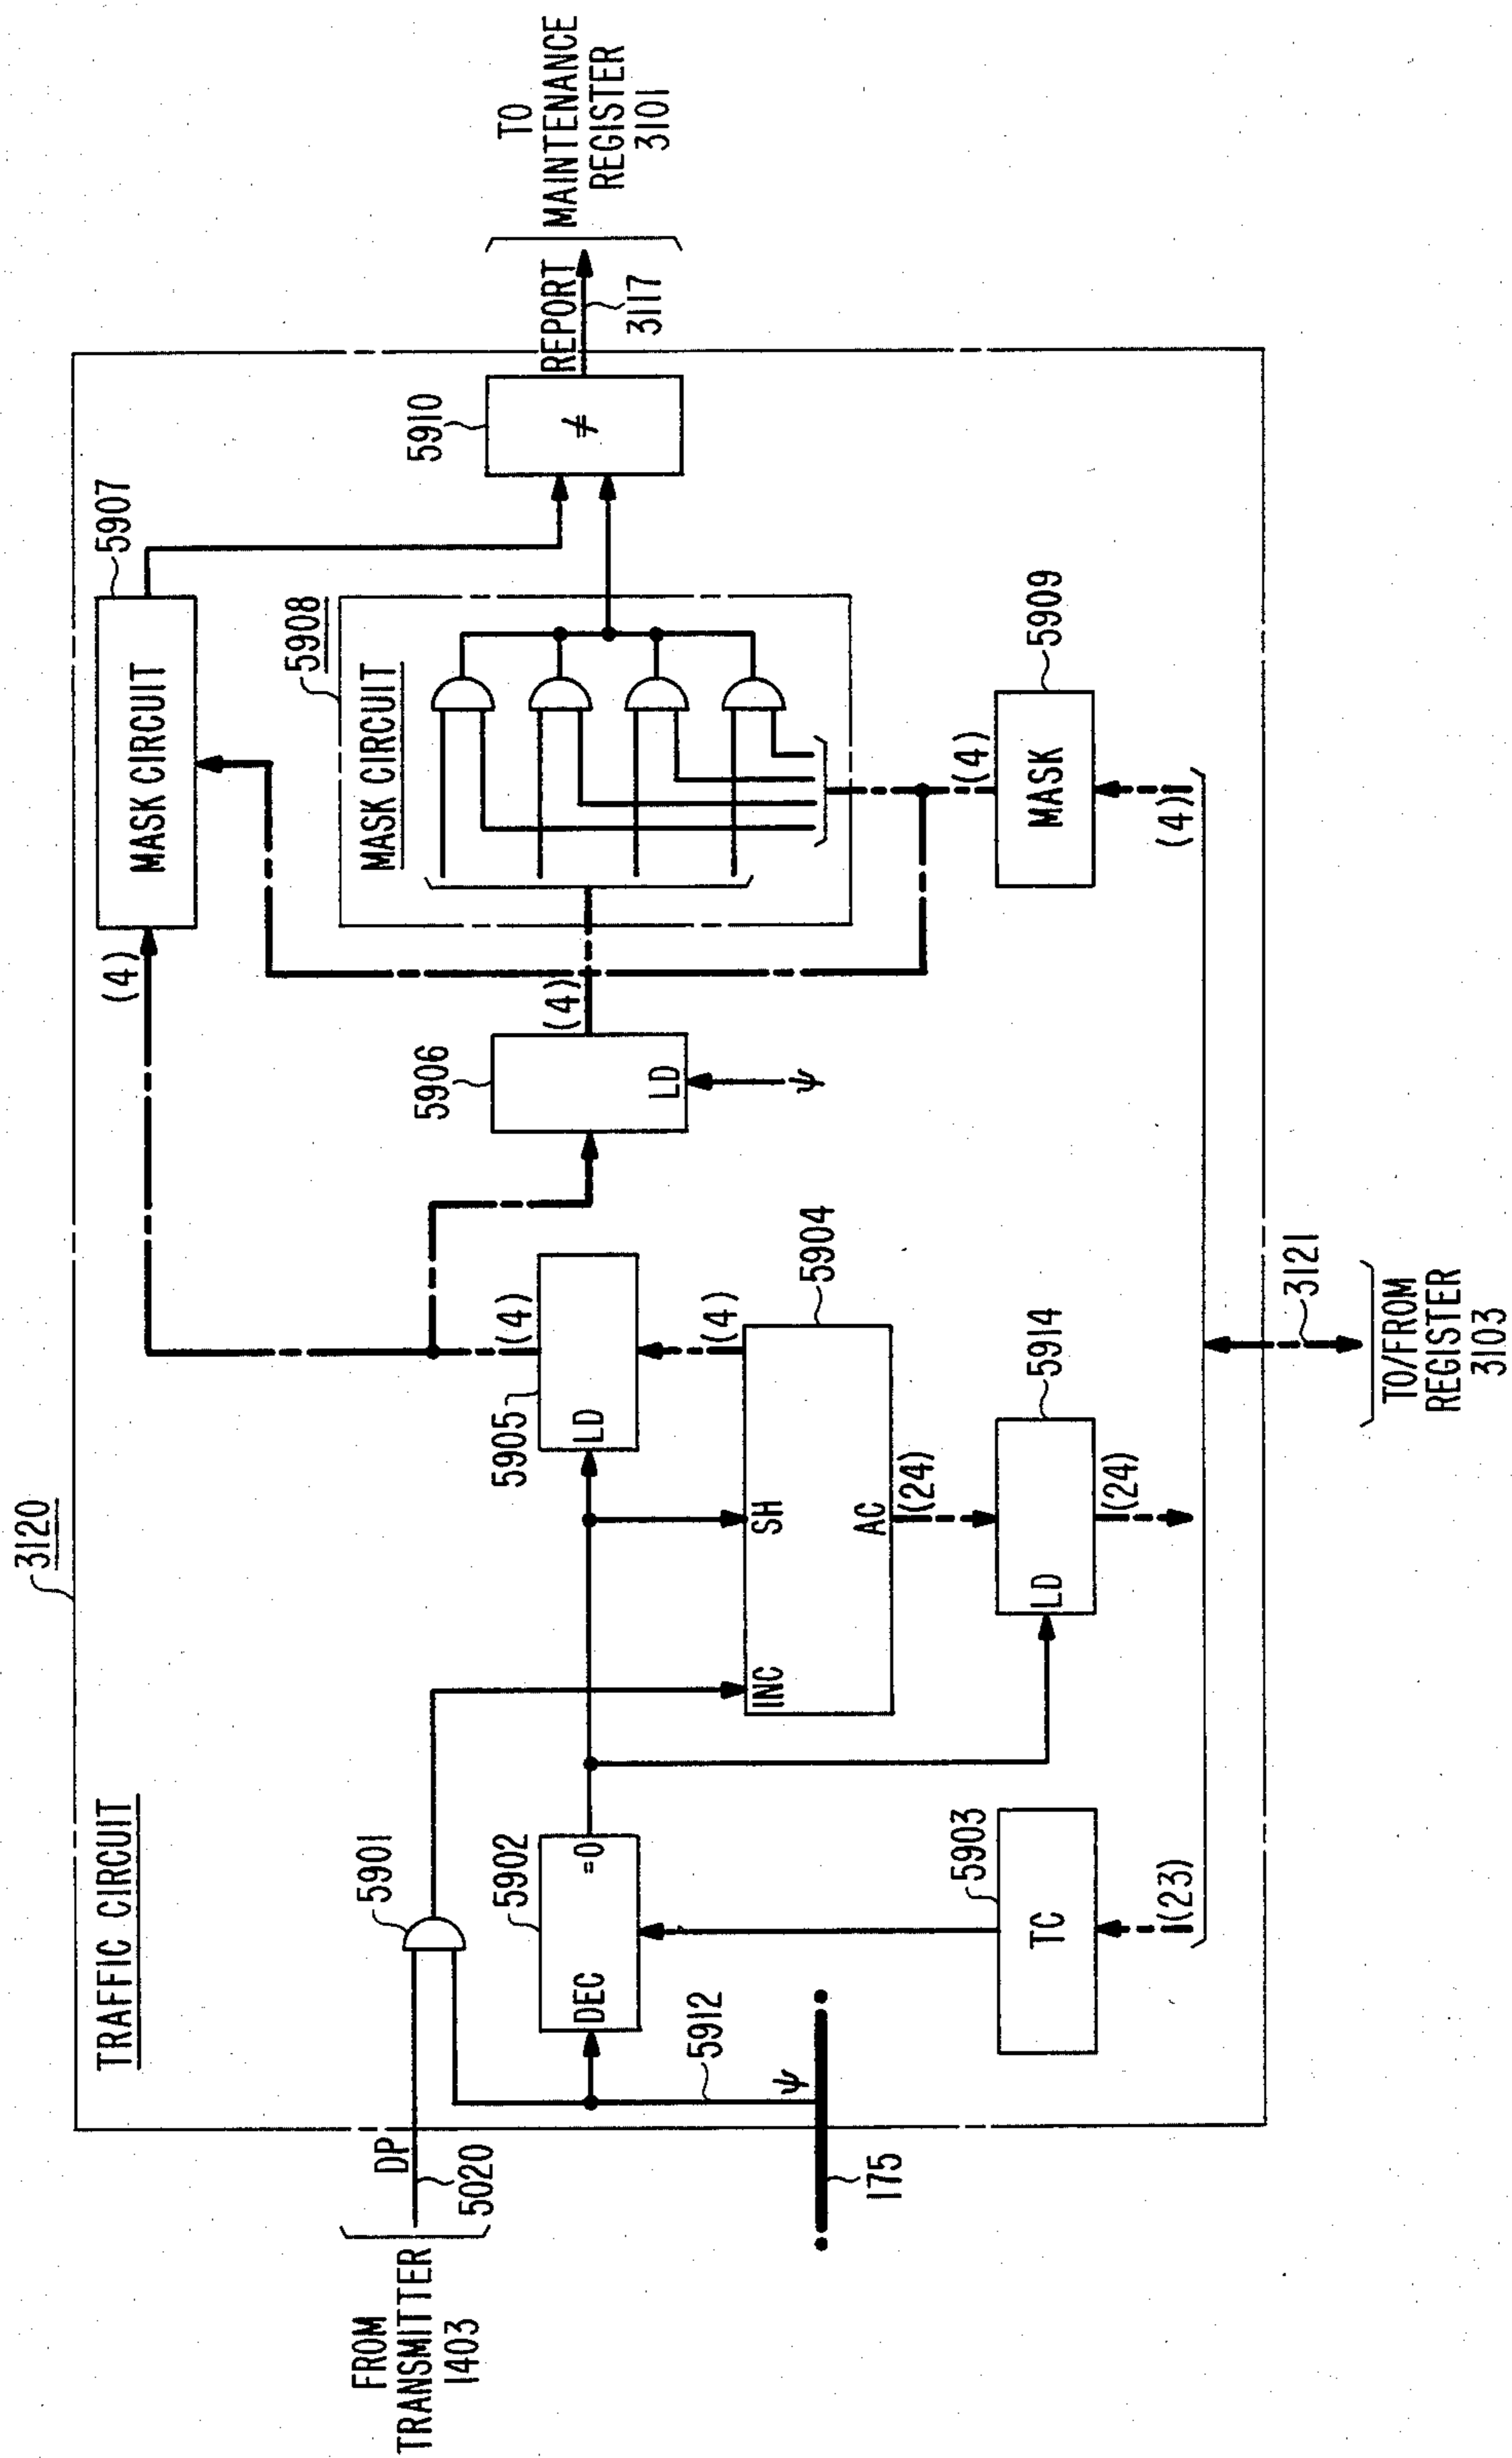 3120
TRAFFIC CIRCUIT
FROM
TRANSMITTER
1403
DP
5020
5901
5902
DEC
=0
5912
ψ
175
5903
TC
(23)
INC
SH
AC
5904
(24)
5914
LD
(24)
(4)
5905
LD
(4)
5906
LD
ψ
(4)
(4)
5907
MASK CIRCUIT
5908
MASK CIRCUIT
5909
MASK
(4)
(4)
5910
≠
REPORT
3117
TO
MAINTENANCE
REGISTER
3101
3121
TO/FROM
REGISTER
3103